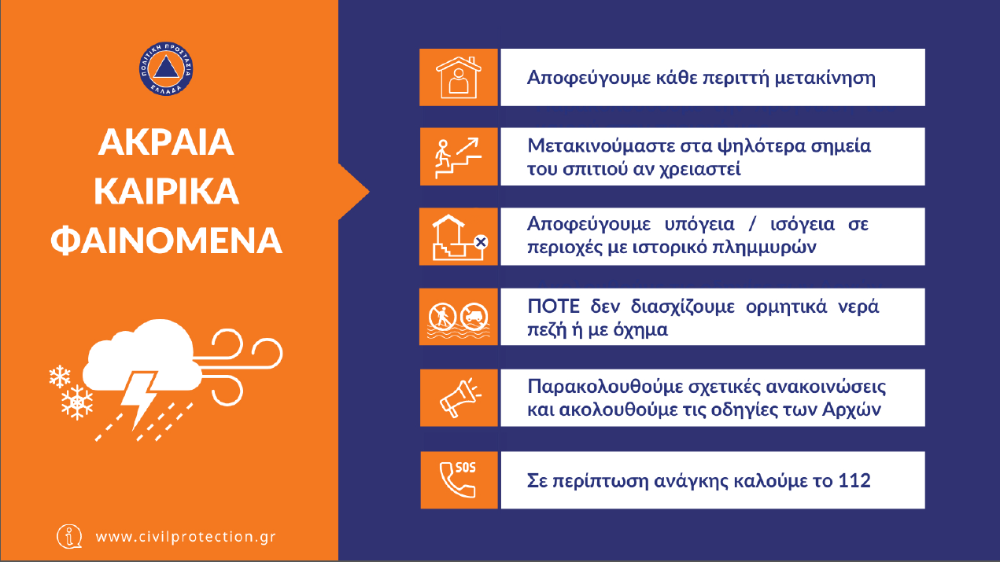 ΠΟΛΙΤΙΚΗ ΠΡΟΣΤΑΣΙΑ
ΕΛΛΑΔΑ
ΑΚΡΑΙΑ
ΚΑΙΡΙΚΑ
ΦΑΙΝΟΜΕΝΑ
www.civilprotection.gr
Αποφεύγουμε κάθε περιττή μετακίνηση
Μετακινούμαστε στα ψηλότερα σημεία
του σπιτιού αν χρειαστεί
Αποφεύγουμε υπόγεια / ισόγεια σε
περιοχές με ιστορικό πλημμυρών
ΠΟΤΕ δεν διασχίζουμε ορμητικά νερά
πεζή ή με όχημα
Παρακολουθούμε σχετικές ανακοινώσεις
και ακολουθούμε τις οδηγίες των Αρχών
SOS
Σε περίπτωση ανάγκης καλούμε το 112